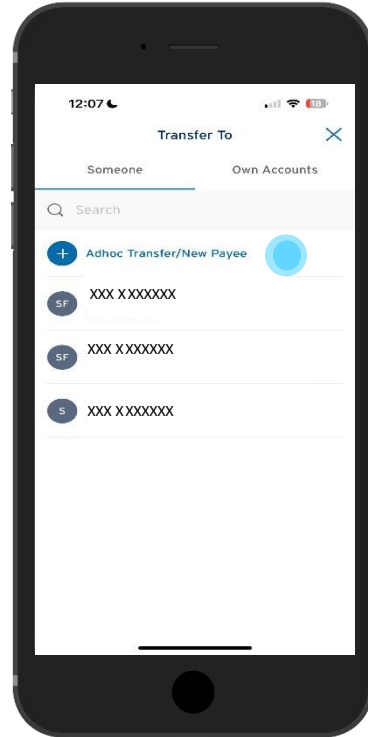 12:07
18
Transfer To
Someone
Own Accounts
Search
Adhoc Transfer/New Payee
SF
XXX XXXXXXX
SF
XXX XXXXXXX
S
XXX XXXXXXX